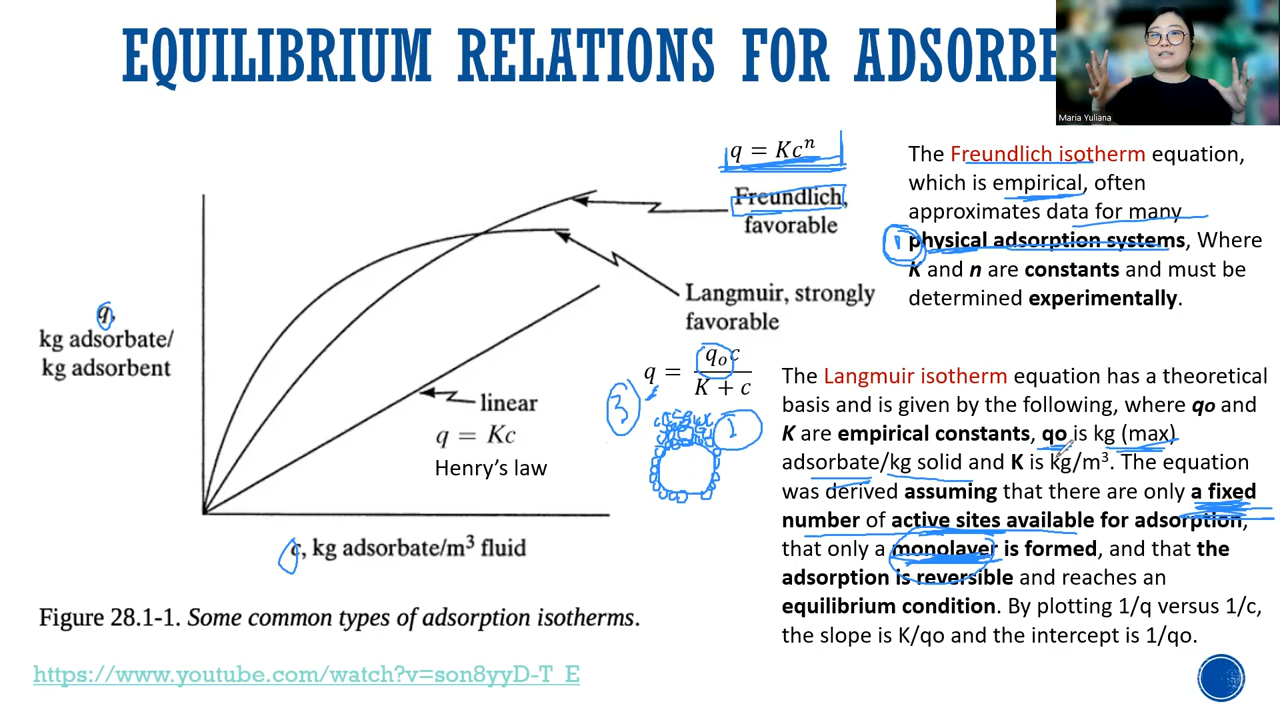 EQUILIBRIUM RELATIONS FOR ADSORBE
Maria Yuliana
q = Kcⁿ
Freundlich,
favorable
Langmuir, strongly
favorable
q,
kg adsorbate/
kg adsorbent
q = qₒc / K + c
3
1
linear
q = Kc
Henry’s law
c, kg adsorbate/m³ fluid
Figure 28.1-1. Some common types of adsorption isotherms.
https://www.youtube.com/watch?v=son8yyD-T_E
The Freundlich isotherm equation,
which is empirical, often
approximates data for many
1
physical adsorption systems, Where
K and n are constants and must be
determined experimentally.
The Langmuir isotherm equation has a theoretical
basis and is given by the following, where qo and
K are empirical constants, qo is kg (max)
adsorbate/kg solid and K is kg/m³. The equation
was derived assuming that there are only a fixed
number of active sites available for adsorption,
that only a monolayer is formed, and that the
adsorption is reversible and reaches an
equilibrium condition. By plotting 1/q versus 1/c,
the slope is K/qo and the intercept is 1/qo.